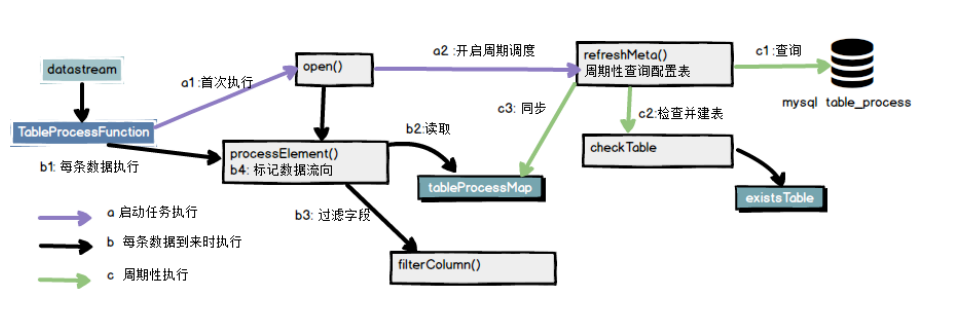 datastream
TableProcessFunction
a1 :首次执行
open()
a2 :开启周期调度
refreshMeta()
周期性查询配置表
c1 :查询
mysql table_process
c3: 同步
c2:检查并建表
checkTable
existsTable
b1: 每条数据执行
processElement()
b4: 标记数据流向
b2:读取
tableProcessMap
b3: 过滤字段
filterColumn()
a 启动任务执行
b 每条数据到来时执行
c 周期性执行